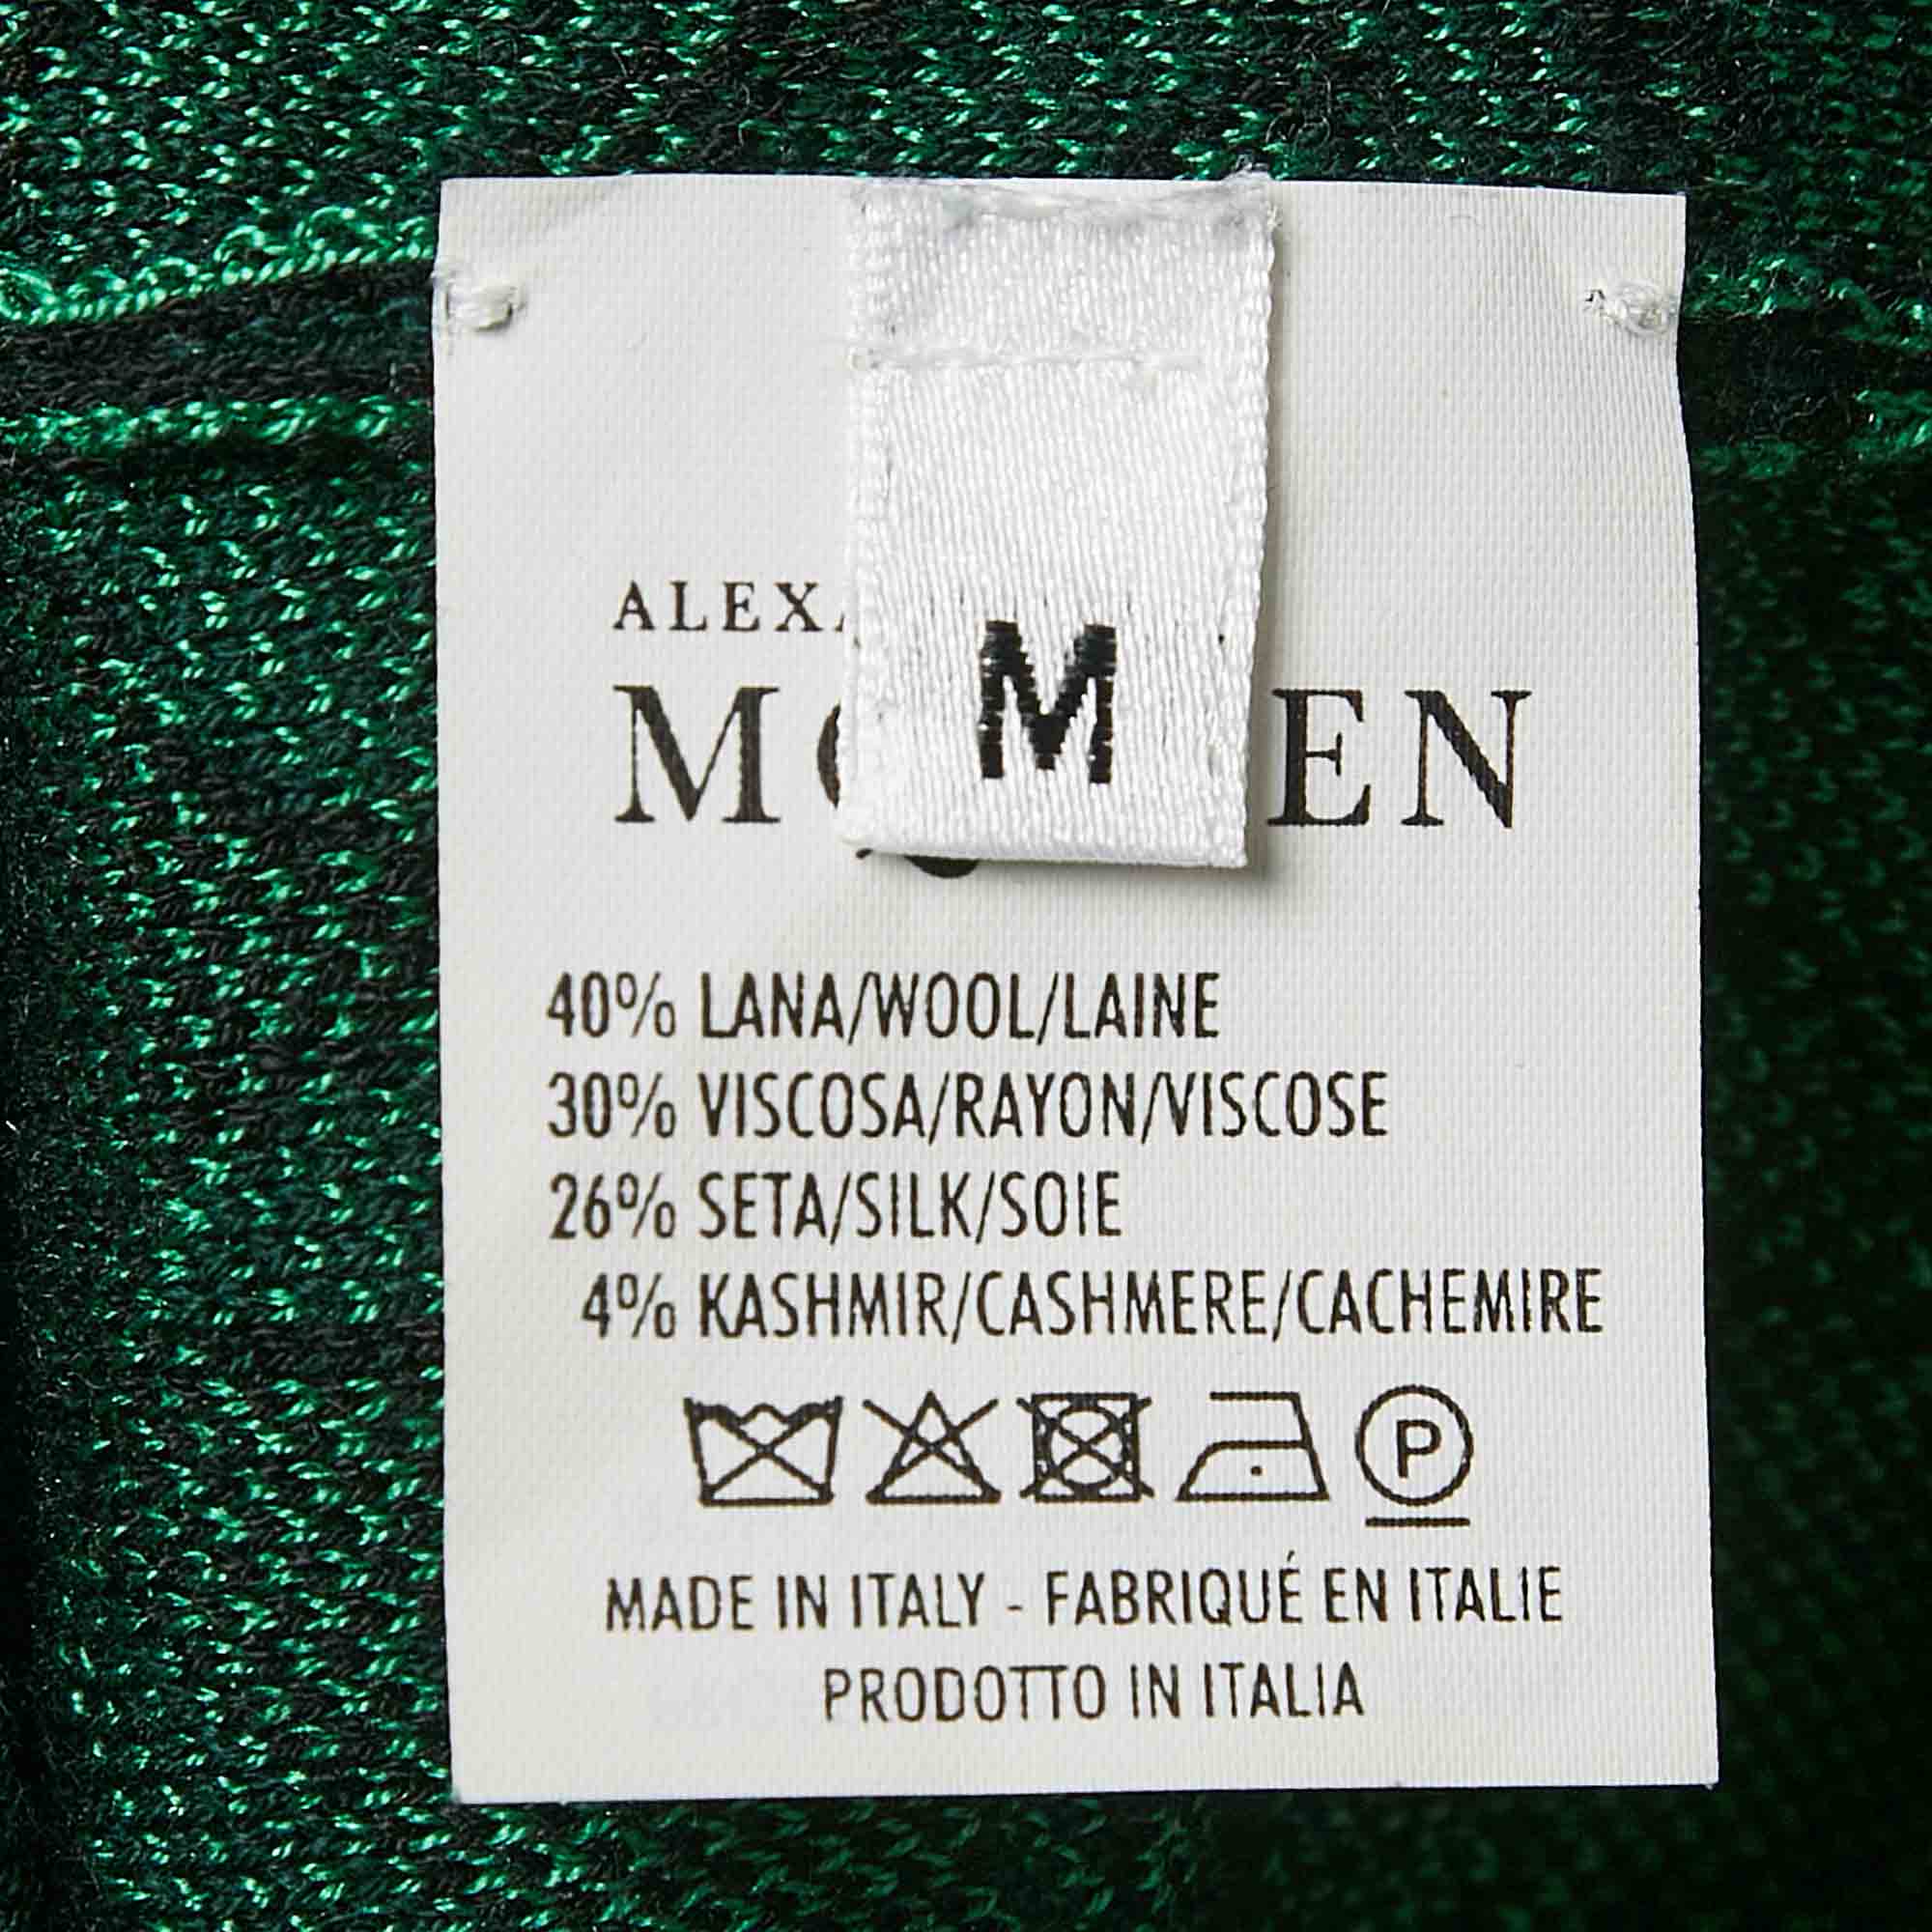 ALEXA
M
M EN
40% LANA/WOOL/LAINE
30% VISCOSA/RAYON/VISCOSE
26% SETA/SILK/SOIE
4% KASHMIR/CASHMERE/CACHEMIRE
P
MADE IN ITALY - FABRIQUÉ EN ITALIE
PRODOTTO IN ITALIA